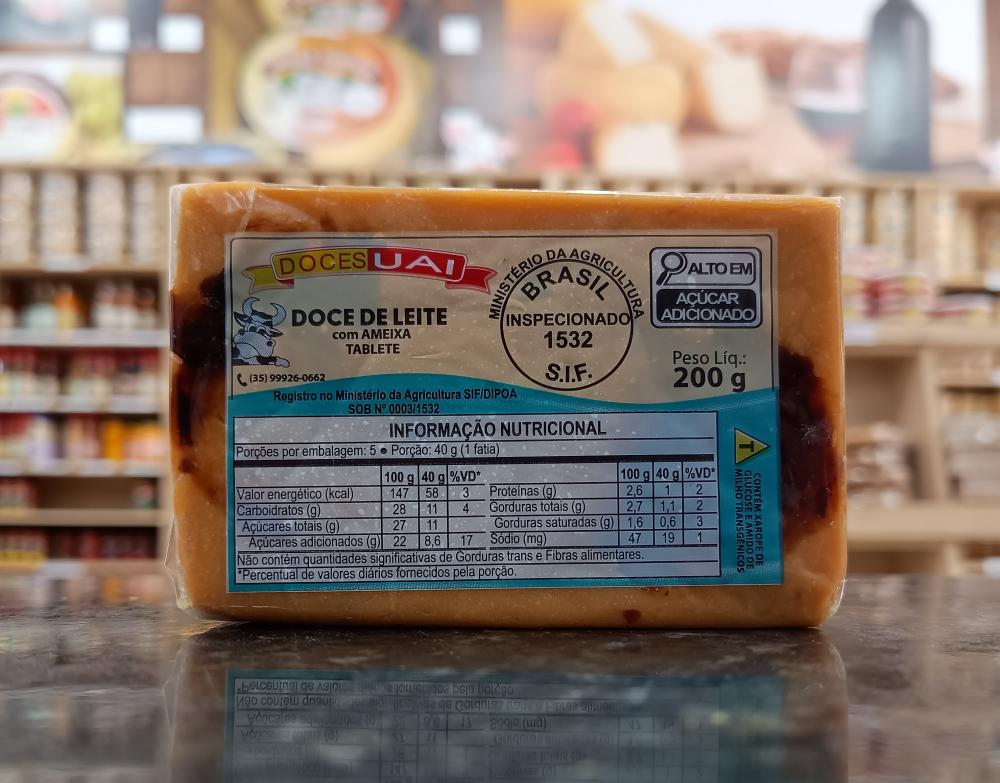 DOCES UAI
DOCE DE LEITE
com AMEIXA
TABLETE
(35) 99926-0662
MINISTÉRIO DA AGRICULTURA
BRASIL
INSPECIONADO
1532
S.I.F.
ALTO EM
AÇÚCAR
ADICIONADO
Peso Líq.:
200 g
Registro no Ministério da Agricultura SIF/DIPOA
SOB Nº 0003/1532
INFORMAÇÃO NUTRICIONAL
Porções por embalagem: 5 • Porção: 40 g (1 fatia)
100 g 40 g %VD*
Valor energético (kcal) 147 58 3
Carboidratos (g) 28 11 4
Açúcares totais (g) 27 11
Açúcares adicionados (g) 22 8,6 17
100 g 40 g %VD*
Proteínas (g) 2,6 1 2
Gorduras totais (g) 2,7 1,1 2
Gorduras saturadas (g) 1,6 0,6 3
Sódio (mg) 47 19 1
Não contém quantidades significativas de Gorduras trans e Fibras alimentares.
*Percentual de valores diários fornecidos pela porção.
T
CONTÉM XAROPE DE
GLUCOSE E AMIDO DE
MILHO TRANSGÊNICOS